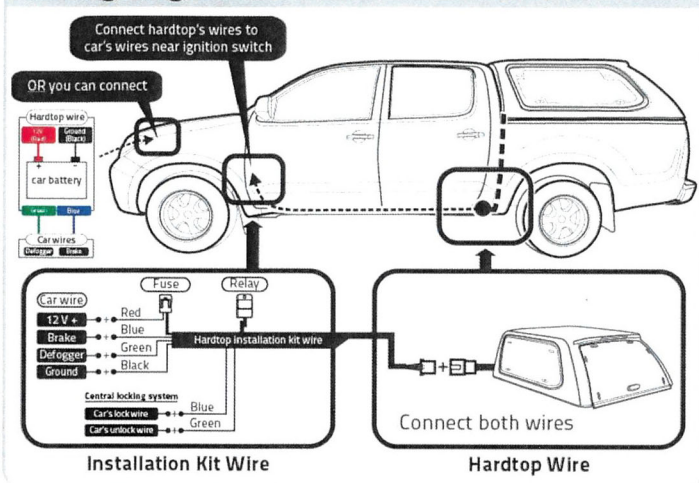 Connect hardtop's wires to
car's wires near ignition switch
OR you can connect
Hardtop wire
12V
(Red)
Ground
(Black)
+
-
car battery
Green
Blue
Car wires
Defogger
Brake
Fuse
Relay
Car wire
12 V +
Red
Brake
Blue
Hardtop installation kit wire
Defogger
Green
Ground
Black
Central locking system
Car's lock wire
Blue
Car's unlock wire
Green
+
Connect both wires
Installation Kit Wire
Hardtop Wire